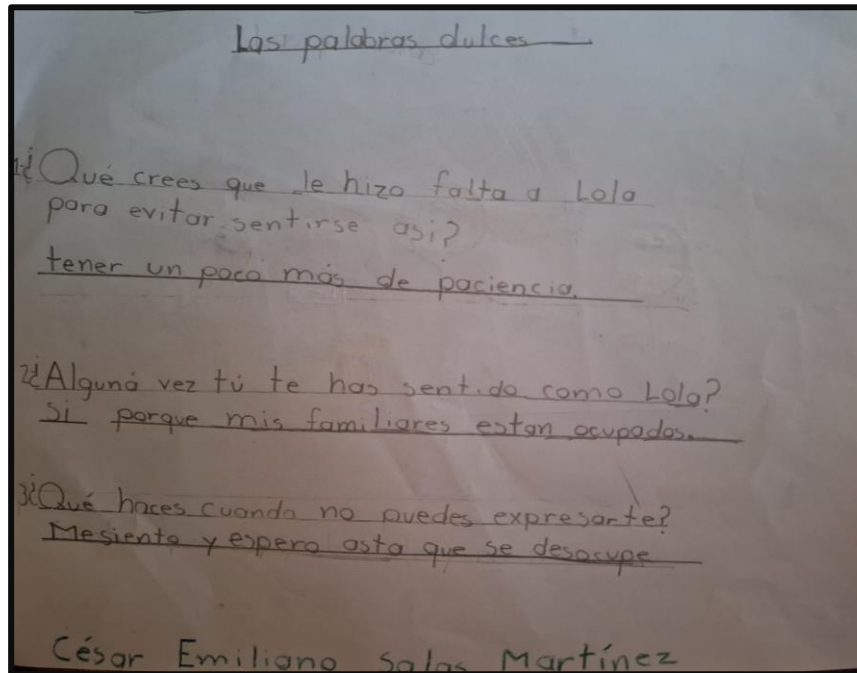 Las palabras dulces
1¿Qué crees que le hizo falta a Lola
para evitar sentirse asi?
tener un poco más de paciencia.
2¿Alguna vez tú te has sentido como Lola?
Si porque mis familiares estan ocupados.
3¿Qué haces cuando no puedes expresarte?
Mesiento y espero asta que se desocupe
César Emiliano Salas Martínez